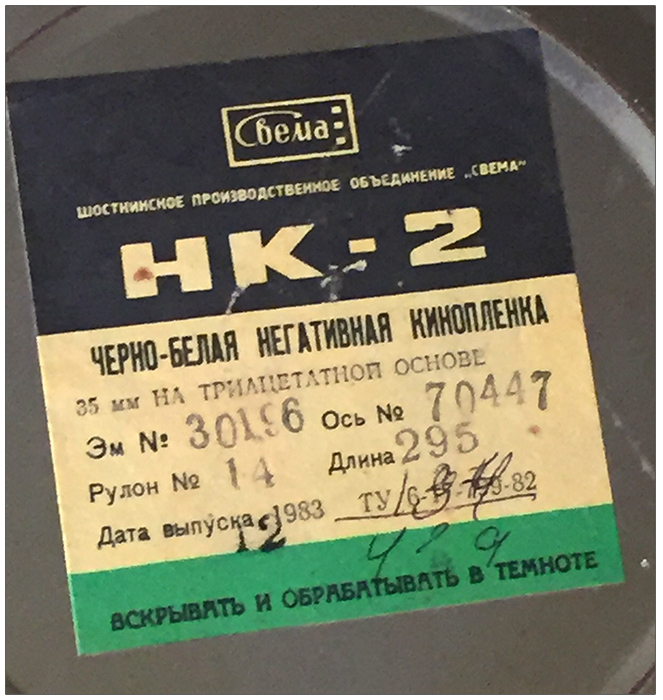 Свема
ШОСТКИНСКОЕ ПРОИЗВОДСТВЕННОЕ ОБЪЕДИНЕНИЕ „СВЕМА"
НК-2
ЧЕРНО-БЕЛАЯ НЕГАТИВНАЯ КИНОПЛЕНКА
35 мм НА ТРИАЦЕТАТНОЙ ОСНОВЕ
Эм № Ось № 70447
Рулон № 14 Длина 295
Дата выпуска 12 1983 ТУ
ВСКРЫВАТЬ И ОБРАБАТЫВАТЬ В ТЕМНОТЕ